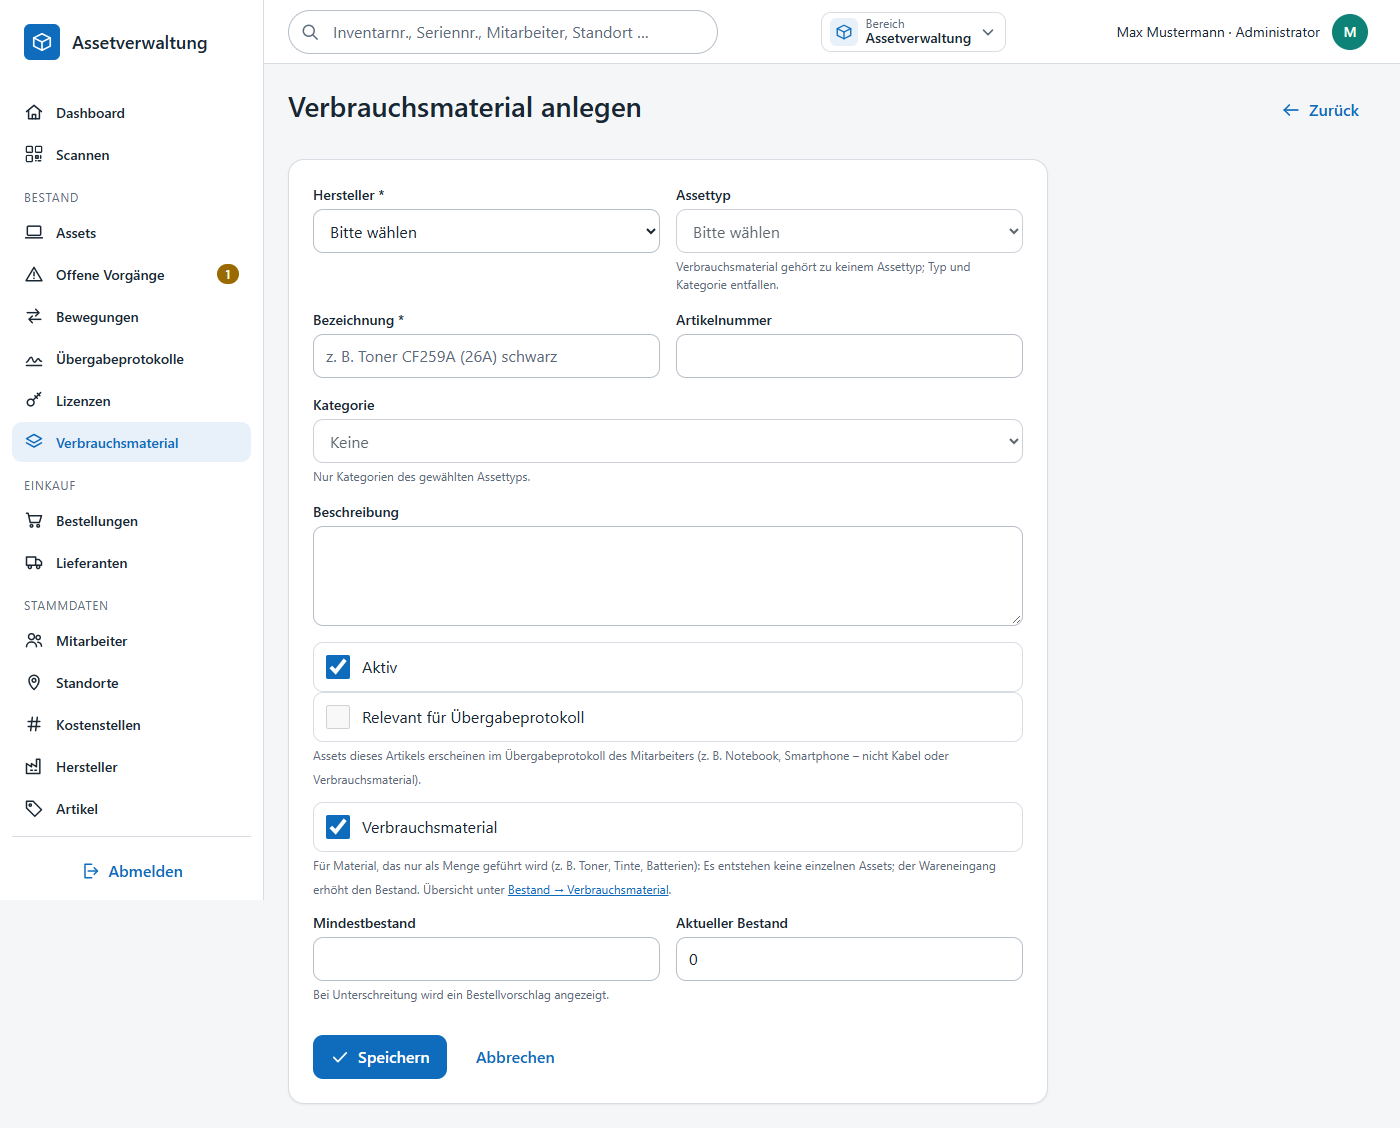 Assetverwaltung
Inventarnr., Seriennr., Mitarbeiter, Standort ...
Bereich
Assetverwaltung
Max Mustermann · Administrator
M
Dashboard
Scannen
BESTAND
Assets
Offene Vorgänge
1
Bewegungen
Übergabeprotokolle
Lizenzen
Verbrauchsmaterial
EINKAUF
Bestellungen
Lieferanten
STAMMDATEN
Mitarbeiter
Standorte
Kostenstellen
Hersteller
Artikel
Abmelden
Verbrauchsmaterial anlegen
Zurück
Hersteller *
Bitte wählen
Assettyp
Bitte wählen
Verbrauchsmaterial gehört zu keinem Assettyp; Typ und
Kategorie entfallen.
Bezeichnung *
z. B. Toner CF259A (26A) schwarz
Artikelnummer
Kategorie
Keine
Nur Kategorien des gewählten Assettyps.
Beschreibung
Aktiv
Relevant für Übergabeprotokoll
Assets dieses Artikels erscheinen im Übergabeprotokoll des Mitarbeiters (z. B. Notebook, Smartphone – nicht Kabel oder
Verbrauchsmaterial).
Verbrauchsmaterial
Für Material, das nur als Menge geführt wird (z. B. Toner, Tinte, Batterien): Es entstehen keine einzelnen Assets; der Wareneingang
erhöht den Bestand. Übersicht unter Bestand → Verbrauchsmaterial.
Mindestbestand
Aktueller Bestand
0
Bei Unterschreitung wird ein Bestellvorschlag angezeigt.
Speichern
Abbrechen